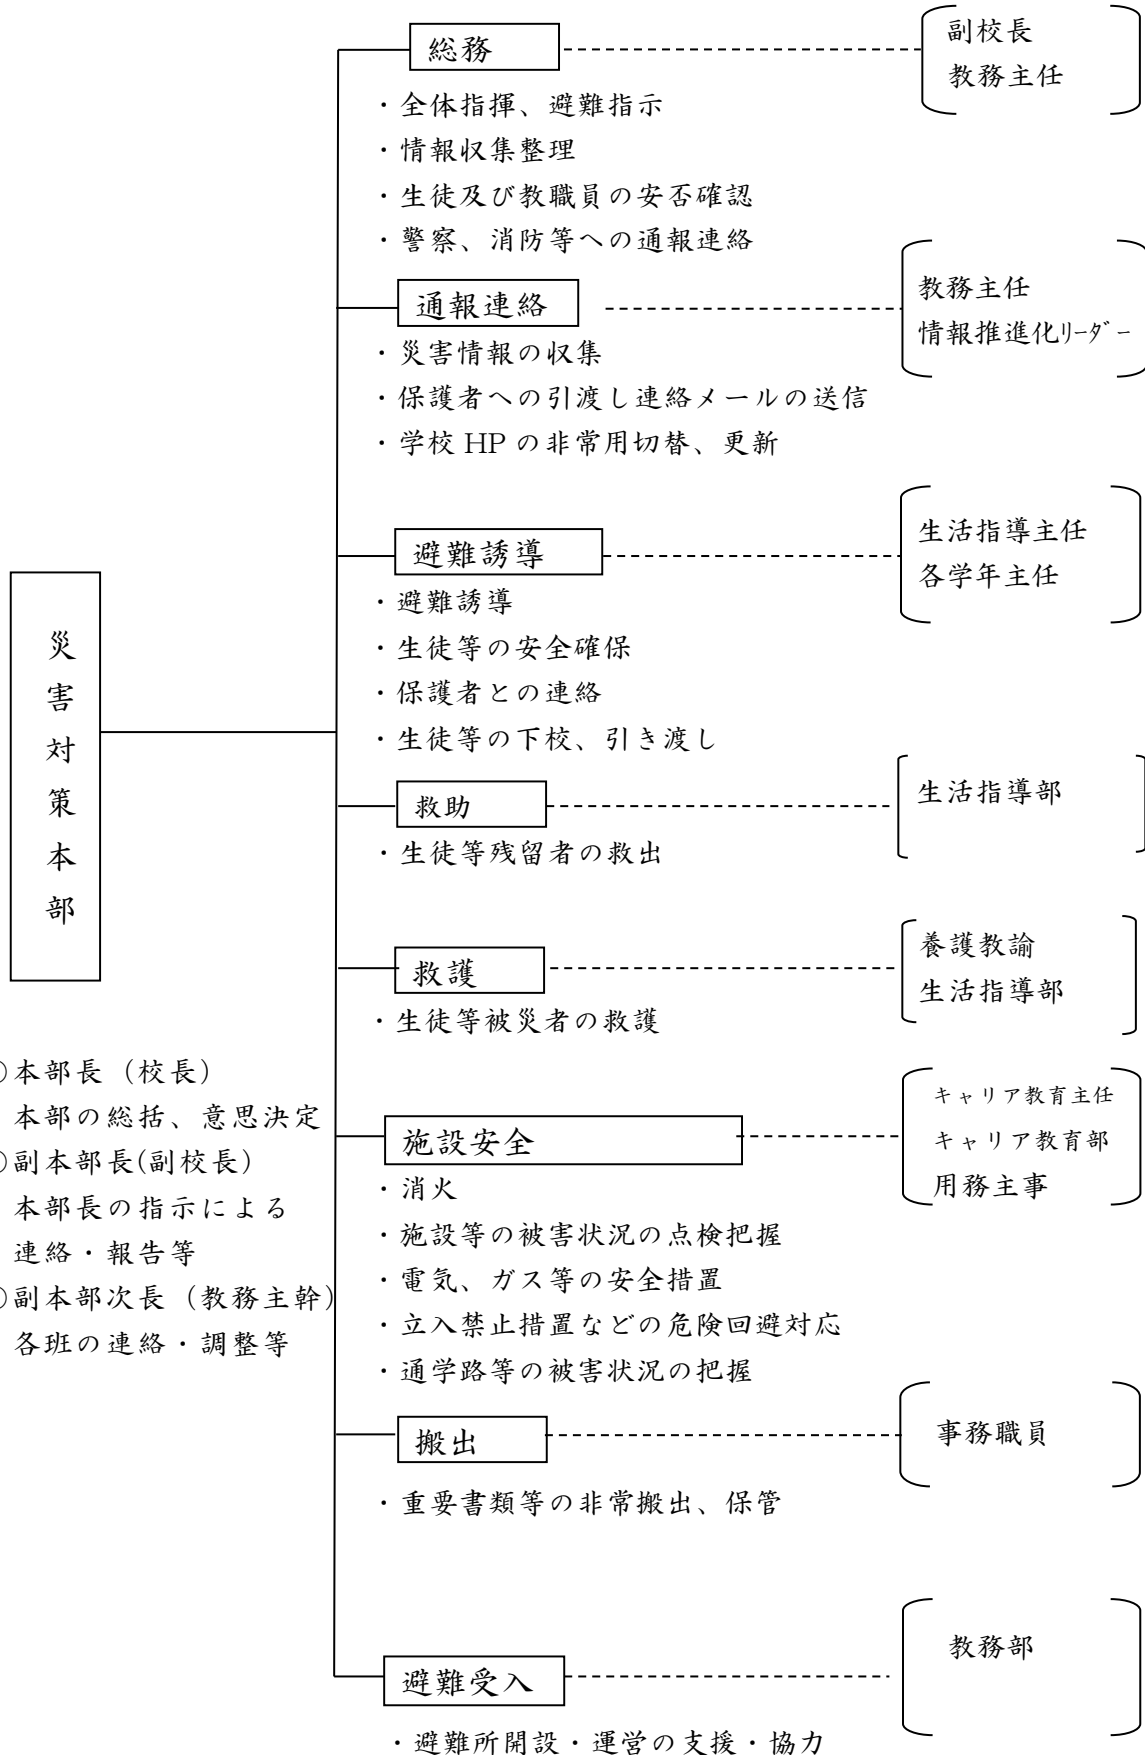 総務
副校長
教務主任
・全体指揮、避難指示
・情報収集整理
・生徒及び教職員の安否確認
・警察、消防等への通報連絡
通報連絡
教務主任
情報推進化ﾘｰﾀﾞｰ
・災害情報の収集
・保護者への引渡し連絡メールの送信
・学校 HP の非常用切替、更新
避難誘導
生活指導主任
各学年主任
・避難誘導
・生徒等の安全確保
・保護者との連絡
・生徒等の下校、引き渡し
災害対策本部
救助
生活指導部
・生徒等残留者の救出
救護
養護教諭
生活指導部
・生徒等被災者の救護
本部長（校長）
本部の総括、意思決定
副本部長(副校長）
本部長の指示による
連絡・報告等
副本部次長（教務主幹）
各班の連絡・調整等
施設安全
キャリア教育主任
キャリア教育部
用務主事
・消火
・施設等の被害状況の点検把握
・電気、ガス等の安全措置
・立入禁止措置などの危険回避対応
・通学路等の被害状況の把握
搬出
事務職員
・重要書類等の非常搬出、保管
避難受入
教務部
・避難所開設・運営の支援・協力